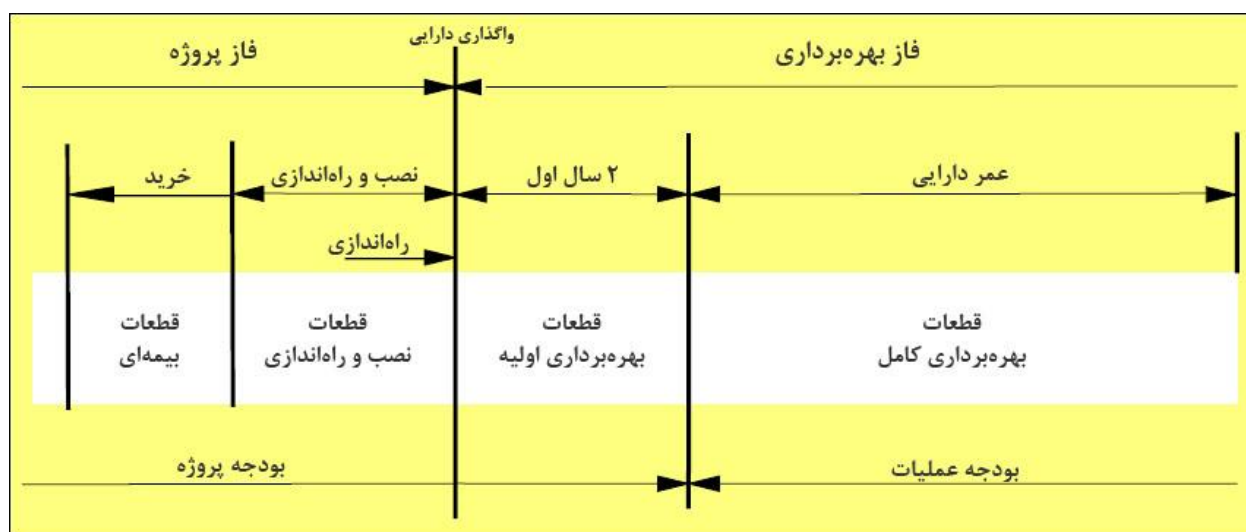 واگذاری دارایی
فاز پروژه
فاز بهره‌برداری
خرید
نصب و راه‌اندازی
۲ سال اول
عمر دارایی
راه‌اندازی
قطعات
بیمه‌ای
قطعات
نصب و راه‌اندازی
قطعات
بهره‌برداری اولیه
قطعات
بهره‌برداری کامل
بودجه پروژه
بودجه عملیات